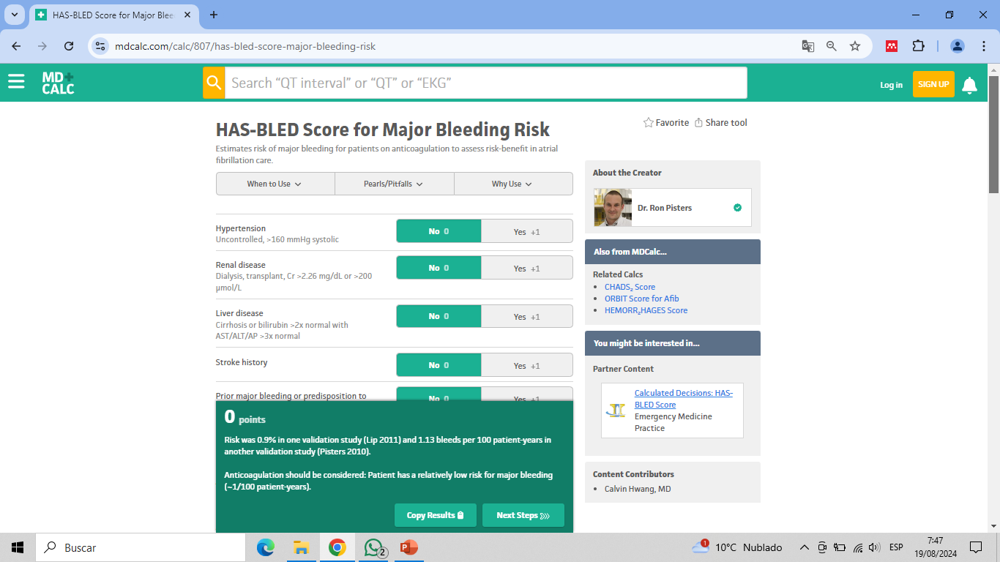 HAS-BLED Score for Major Blee
mdcalc.com/calc/807/has-bled-score-major-bleeding-risk
MD+
CALC
Search “QT interval” or “QT” or “EKG”
Log in
SIGN UP
HAS-BLED Score for Major Bleeding Risk
Favorite
Share tool
Estimates risk of major bleeding for patients on anticoagulation to assess risk-benefit in atrial
fibrillation care.
When to Use
Pearls/Pitfalls
Why Use
Hypertension
Uncontrolled, >160 mmHg systolic
No 0
Yes +1
Renal disease
Dialysis, transplant, Cr >2.26 mg/dL or >200
μmol/L
No 0
Yes +1
Liver disease
Cirrhosis or bilirubin >2x normal with
AST/ALT/AP >3x normal
No 0
Yes +1
Stroke history
No 0
Yes +1
Prior major bleeding or predisposition to
No 0
Yes +1
0 points
Risk was 0.9% in one validation study (Lip 2011) and 1.13 bleeds per 100 patient-years in
another validation study (Pisters 2010).
Anticoagulation should be considered: Patient has a relatively low risk for major bleeding
(~1/100 patient-years).
Copy Results
Next Steps
About the Creator
Dr. Ron Pisters
Also from MDCalc...
Related Calcs
CHADS₂ Score
ORBIT Score for Afib
HEMORR₂HAGES Score
You might be interested in...
Partner Content
Calculated Decisions: HAS-
BLED Score
Emergency Medicine
Practice
Content Contributors
Calvin Hwang, MD
Buscar
2
1
10°C Nublado
ESP
7:47
19/08/2024